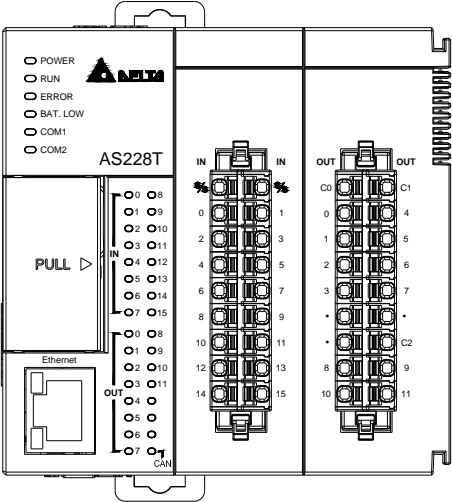 POWER
RUN
ERROR
BAT. LOW
COM1
COM2
DELTA
AS228T
PULL
IN
0 8
1 9
2 10
3 11
4 12
5 13
6 14
7 15
OUT
0 8
1 9
2 10
3 11
4
5
6
7
CAN
Ethernet
IN IN
S/S S/S
0 1
2 3
4 5
6 7
8 9
10 11
12 13
14 15
OUT OUT
C0 C1
0 4
1 5
2 6
3 7
• •
• C2
8 9
10 11